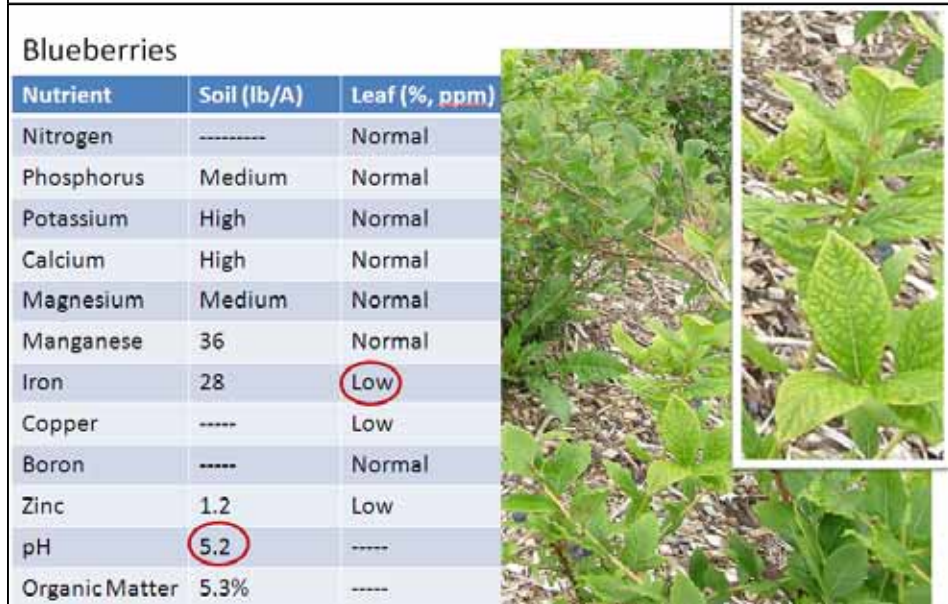 Blueberries
Nutrient Soil (lb/A) Leaf (%, ppm)
Nitrogen --------- Normal
Phosphorus Medium Normal
Potassium High Normal
Calcium High Normal
Magnesium Medium Normal
Manganese 36 Normal
Iron 28 Low
Copper ----- Low
Boron ----- Normal
Zinc 1.2 Low
pH 5.2 -----
Organic Matter 5.3% -----